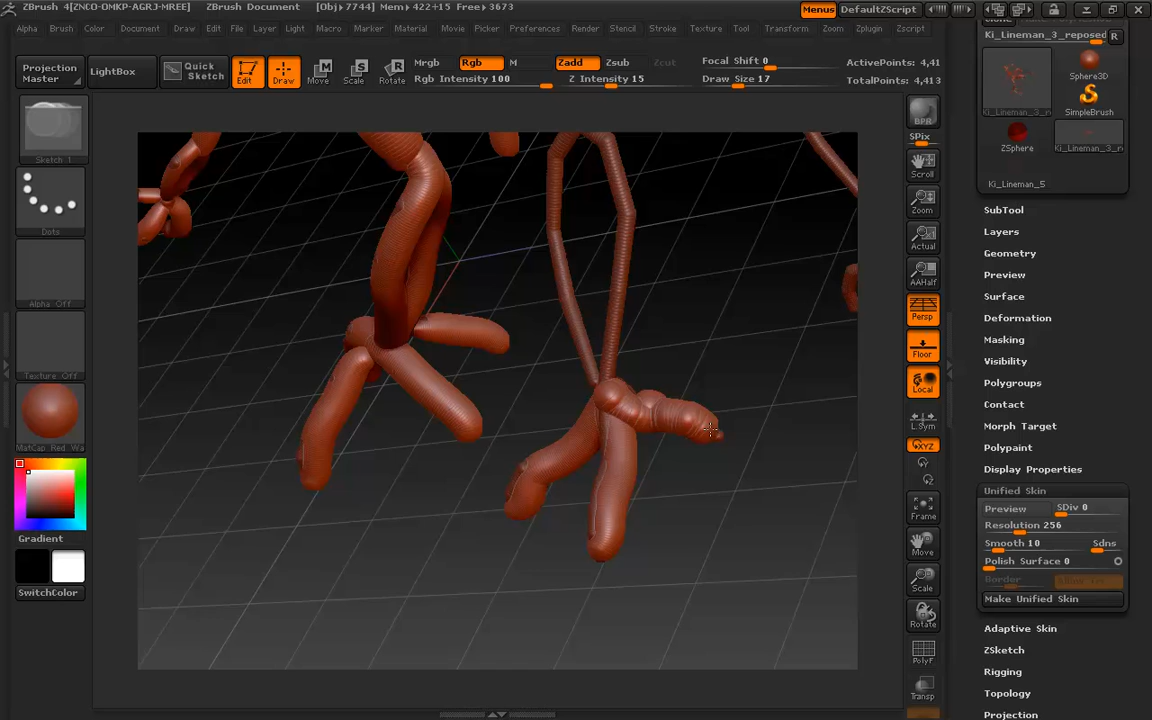 ZBrush 4[ZNCO-OMKP-AGRJ-MREE] ZBrush Document [Obj>7744] Mem>422+15 Free>3673 Menus DefaultZScript
Alpha Brush Color Document Draw Edit File Layer Light Macro Marker Material Movie Picker Preferences Render Stencil Stroke Texture Tool Transform Zoom Zplugin Zscript
Ki_Lineman_3_reposed R
Projection Master
LightBox
Quick Sketch
Edit Draw Move Scale Rotate
Mrgb Rgb M Zadd Zsub Zcut
Focal Shift 0
ActivePoints: 4,41
Rgb Intensity 100 Z Intensity 15 Draw Size 17
TotalPoints: 4,413
Sphere3D
SimpleBrush
ZSphere
Ki_Lineman_3_re
Ki_Lineman_5
Sketch 1
Dots
Alpha Off
Texture Off
MatCap Red Wa
Gradient
SwitchColor
BPR
SPix
Scroll
Zoom
Actual
AAHalf
Persp
Floor
Local
L.Sym
XYZ
Frame
Move
Scale
Rotate
PolyF
Transp
SubTool
Layers
Geometry
Preview
Surface
Deformation
Masking
Visibility
Polygroups
Contact
Morph Target
Polypaint
Display Properties
Unified Skin
Preview SDiv 0
Resolution 256
Smooth 10 Sdns
Polish Surface 0
Border
Make Unified Skin
Adaptive Skin
ZSketch
Rigging
Topology
Projection